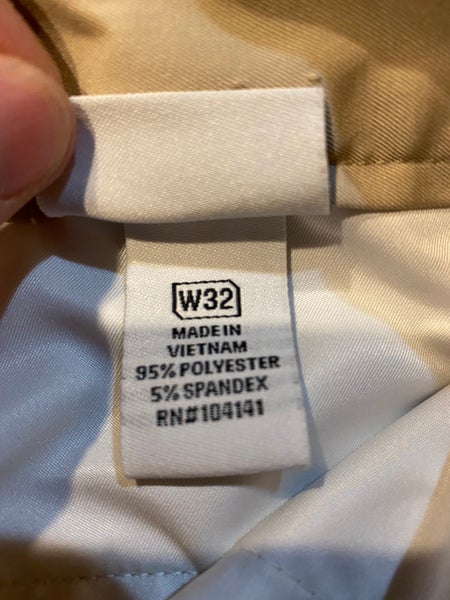 W32
MADE IN
VIETNAM
95% POLYESTER
5% SPANDEX
RN#104141